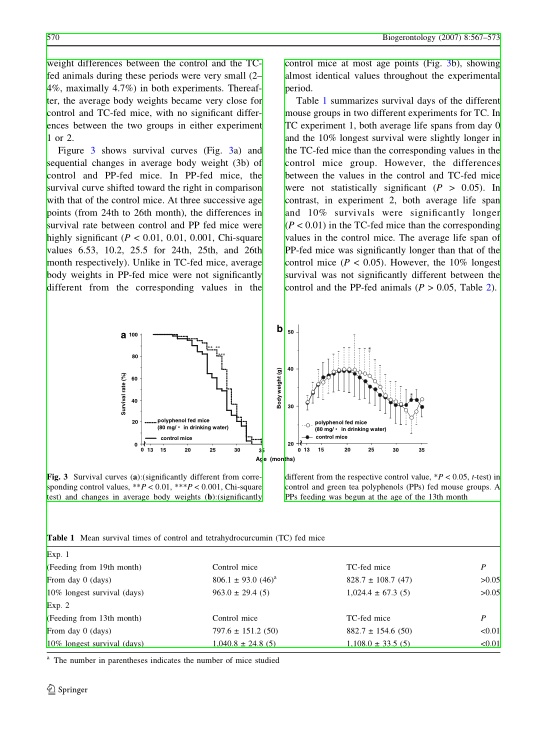 570
Biogerontology (2007) 8:567–573
weight differences between the control and the TC-
fed animals during these periods were very small (2–
4%, maximally 4.7%) in both experiments. Thereaf-
ter, the average body weights became very close for
control and TC-fed mice, with no significant differ-
ences between the two groups in either experiment
1 or 2.
Figure 3 shows survival curves (Fig. 3a) and
sequential changes in average body weight (3b) of
control and PP-fed mice. In PP-fed mice, the
survival curve shifted toward the right in comparison
with that of the control mice. At three successive age
points (from 24th to 26th month), the differences in
survival rate between control and PP fed mice were
highly significant (P < 0.01, 0.01, 0.001, Chi-square
values 6.53, 10.2, 25.5 for 24th, 25th, and 26th
month respectively). Unlike in TC-fed mice, average
body weights in PP-fed mice were not significantly
different from the corresponding values in the
control mice at most age points (Fig. 3b), showing
almost identical values throughout the experimental
period.
Table 1 summarizes survival days of the different
mouse groups in two different experiments for TC. In
TC experiment 1, both average life spans from day 0
and the 10% longest survival were slightly longer in
the TC-fed mice than the corresponding values in the
control mice group. However, the differences
between the values in the control and TC-fed mice
were not statistically significant (P > 0.05). In
contrast, in experiment 2, both average life span
and 10% survivals were significantly longer
(P < 0.01) in the TC-fed mice than the corresponding
values in the control mice. The average life span of
PP-fed mice was significantly longer than that of the
control mice (P < 0.05). However, the 10% longest
survival was not significantly different between the
control and the PP-fed animals (P > 0.05, Table 2).
a
100
80
60
40
20
0
Survival rate (%)
** **
***
polyphenol fed mice
(80 mg/ in drinking water)
control mice
0 13 15 20 25 30 35
b
50
40
30
20
Body weight (g)
polyphenol fed mice
(80 mg/ in drinking water)
control mice
0 13 15 20 25 30 35
Age (months)
Fig. 3 Survival curves (a):(significantly different from corre-
sponding control values, **P < 0.01, ***P < 0.001, Chi-square
test) and changes in average body weights (b):(significantly
different from the respective control value, *P < 0.05, t-test) in
control and green tea polyphenols (PPs) fed mouse groups. A
PPs feeding was begun at the age of the 13th month
Table 1 Mean survival times of control and tetrahydrocurcumin (TC) fed mice
Exp. 1
(Feeding from 19th month) Control mice TC-fed mice P
From day 0 (days) 806.1 ± 93.0 (46)a 828.7 ± 108.7 (47) >0.05
10% longest survival (days) 963.0 ± 29.4 (5) 1,024.4 ± 67.3 (5) >0.05
Exp. 2
(Feeding from 13th month) Control mice TC-fed mice P
From day 0 (days) 797.6 ± 151.2 (50) 882.7 ± 154.6 (50) <0.01
10% longest survival (days) 1,040.8 ± 24.8 (5) 1,108.0 ± 33.5 (5) <0.01
a The number in parentheses indicates the number of mice studied
Springer